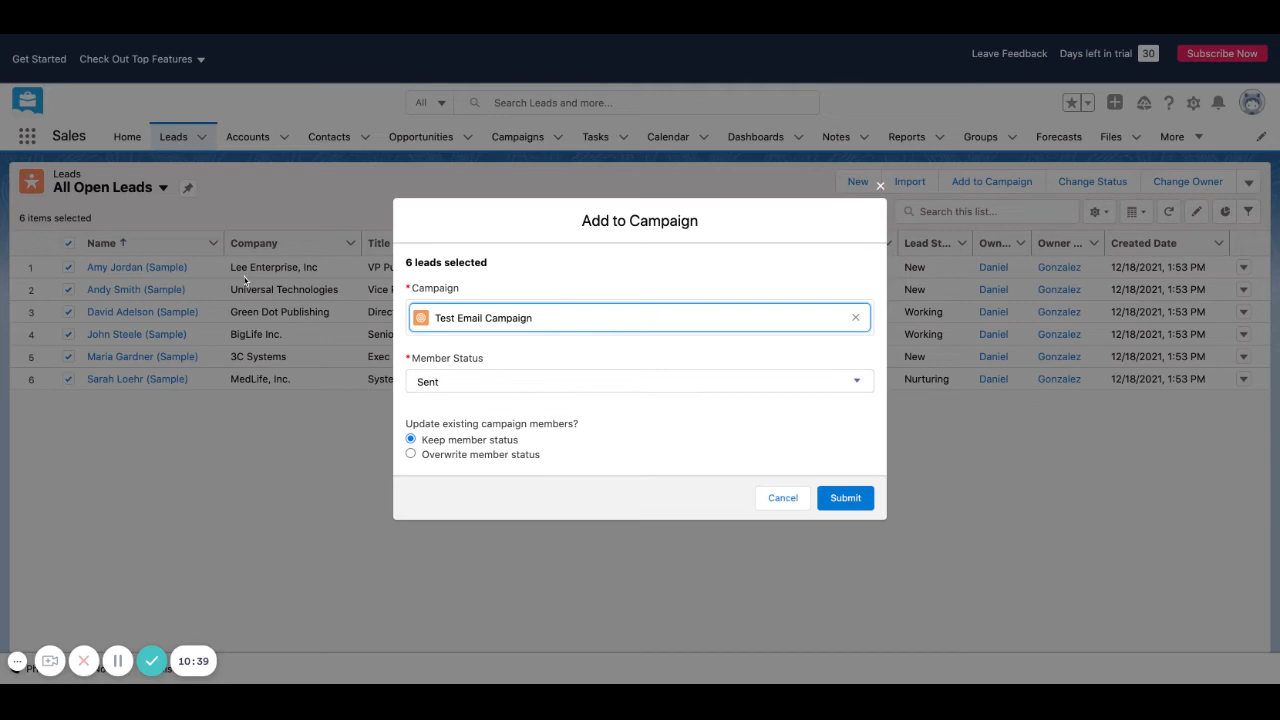 Get Started Check Out Top Features Leave Feedback Days left in trial 30 Subscribe Now
All Search Leads and more...
Sales Home Leads Accounts Contacts Opportunities Campaigns Tasks Calendar Dashboards Notes Reports Groups Forecasts Files More
Leads
All Open Leads New Import Add to Campaign Change Status Change Owner
6 items selected Search this list...
Name Company Title Lead St... Own... Owner ... Created Date
1 Amy Jordan (Sample) Lee Enterprise, Inc VP Pu New Daniel Gonzalez 12/18/2021, 1:53 PM
2 Andy Smith (Sample) Universal Technologies Vice New Daniel Gonzalez 12/18/2021, 1:53 PM
3 David Adelson (Sample) Green Dot Publishing Direc Working Daniel Gonzalez 12/18/2021, 1:53 PM
4 John Steele (Sample) BigLife Inc. Senio Working Daniel Gonzalez 12/18/2021, 1:53 PM
5 Maria Gardner (Sample) 3C Systems Exec New Daniel Gonzalez 12/18/2021, 1:53 PM
6 Sarah Loehr (Sample) MedLife, Inc. Syste Nurturing Daniel Gonzalez 12/18/2021, 1:53 PM
Add to Campaign
6 leads selected
*Campaign
Test Email Campaign
*Member Status
Sent
Update existing campaign members?
Keep member status
Overwrite member status
Cancel Submit
10:39